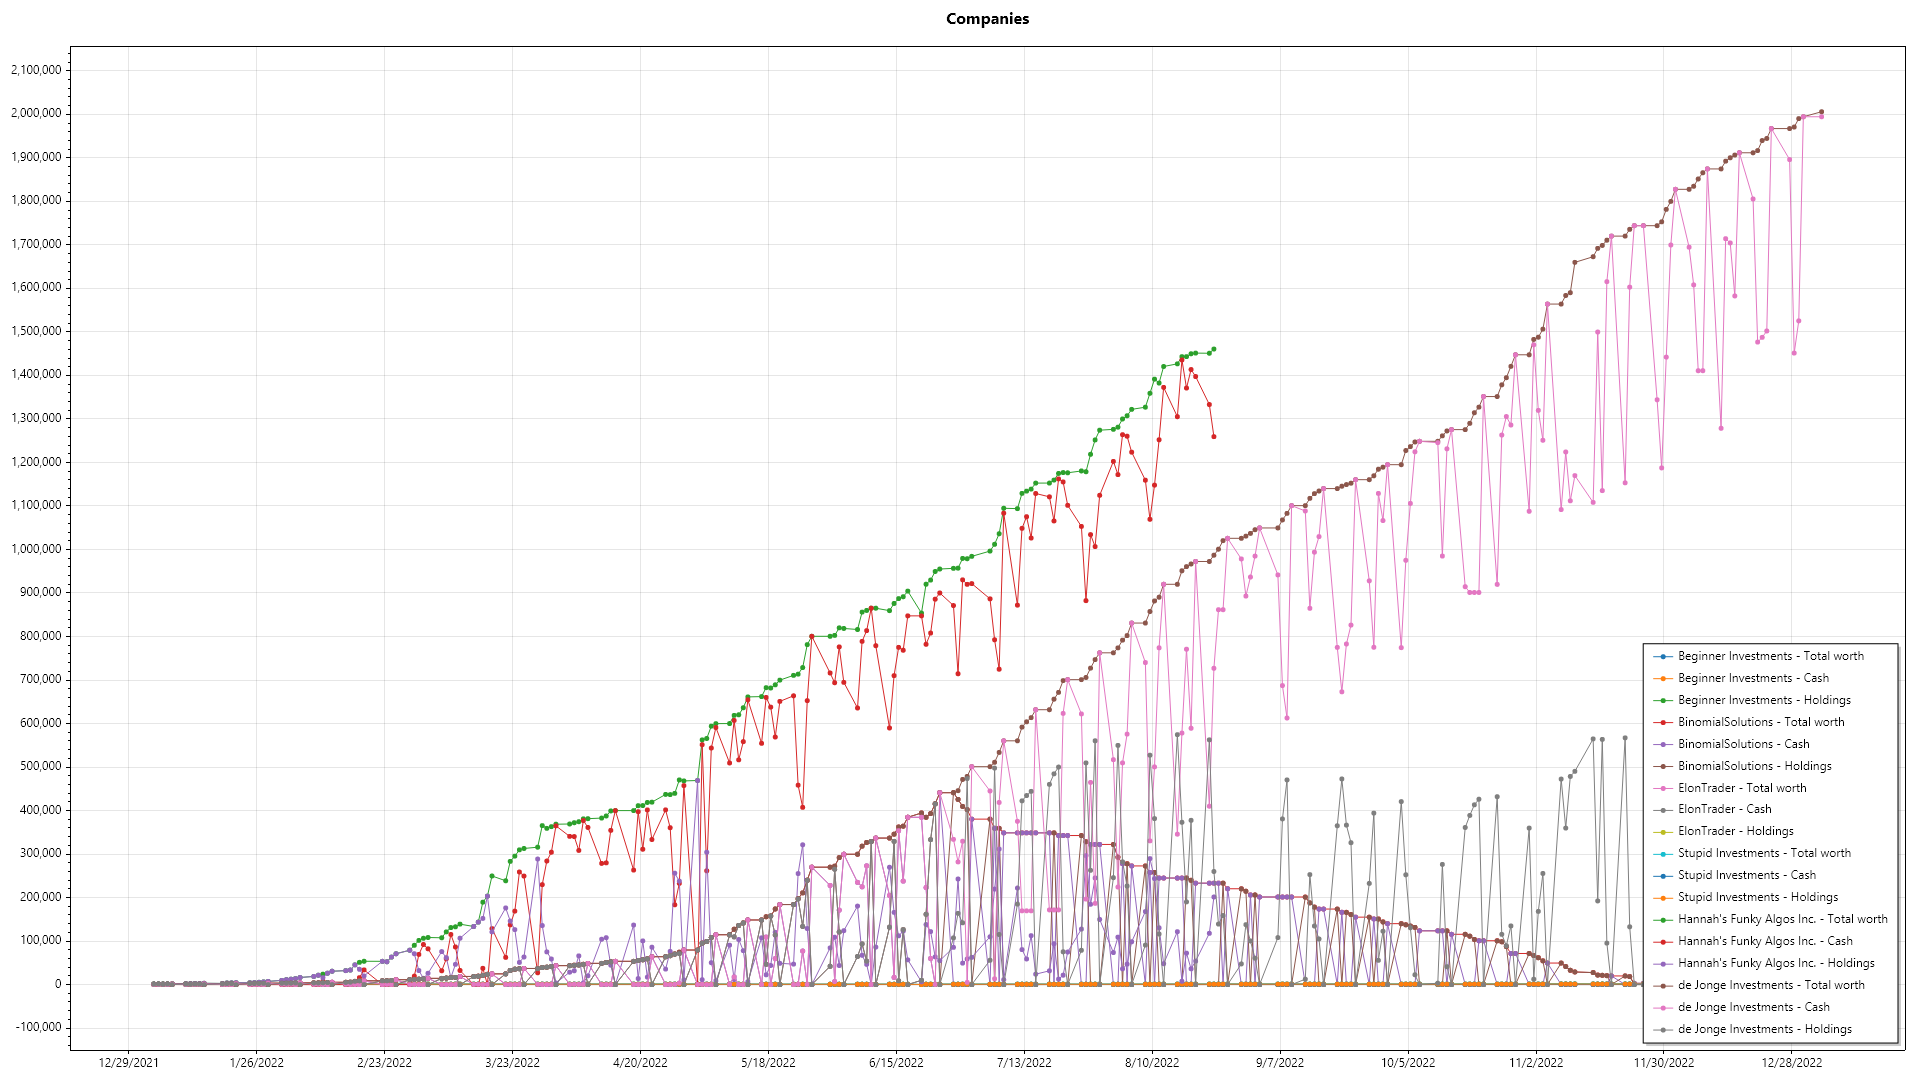 Companies
2,100,000
2,000,000
1,900,000
1,800,000
1,700,000
1,600,000
1,500,000
1,400,000
1,300,000
1,200,000
1,100,000
1,000,000
900,000
800,000
700,000
600,000
500,000
400,000
300,000
200,000
100,000
0
-100,000
Beginner Investments - Total worth
Beginner Investments - Cash
Beginner Investments - Holdings
BinomialSolutions - Total worth
BinomialSolutions - Cash
BinomialSolutions - Holdings
ElonTrader - Total worth
ElonTrader - Cash
ElonTrader - Holdings
Stupid Investments - Total worth
Stupid Investments - Cash
Stupid Investments - Holdings
Hannah's Funky Algos Inc. - Total worth
Hannah's Funky Algos Inc. - Cash
Hannah's Funky Algos Inc. - Holdings
de Jonge Investments - Total worth
de Jonge Investments - Cash
de Jonge Investments - Holdings
12/29/2021 1/26/2022 2/23/2022 3/23/2022 4/20/2022 5/18/2022 6/15/2022 7/13/2022 8/10/2022 9/7/2022 10/5/2022 11/2/2022 11/30/2022 12/28/2022